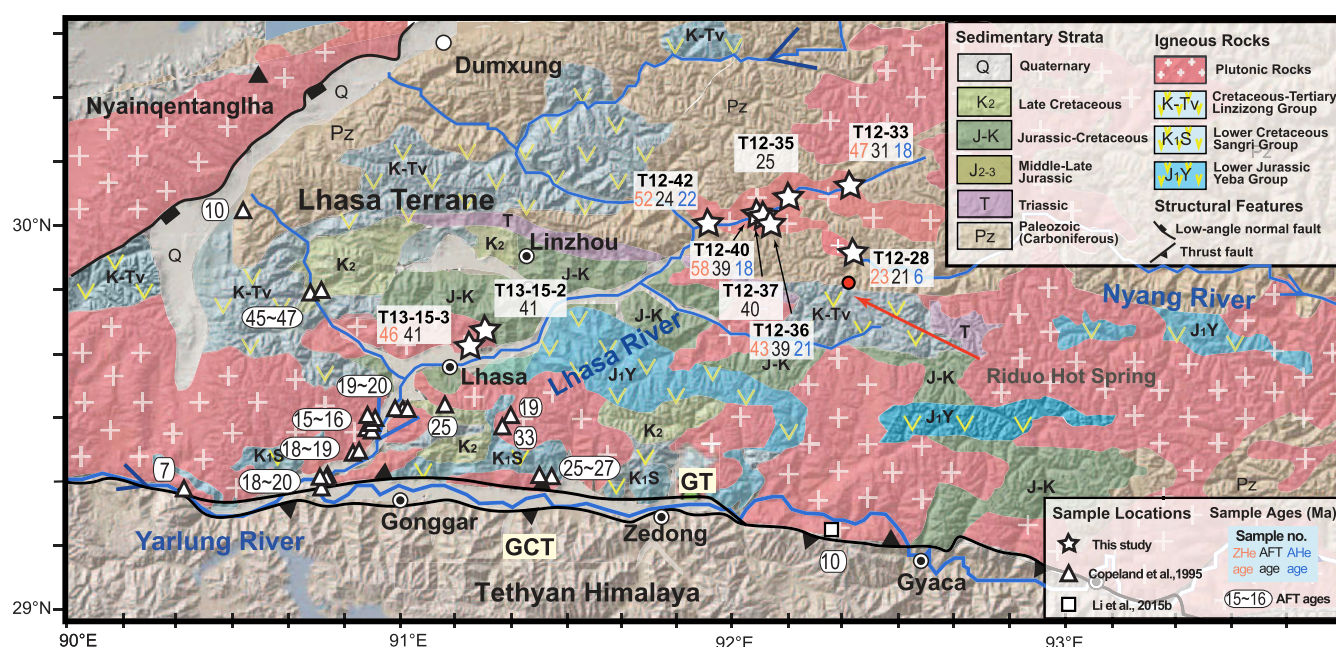 Nyainqentanglha
Q
Dumxung
K-Tv
Pz
Pz
K-Tv
Lhasa Terrane
T
K2
Linzhou
K2
J-K
J-K
10
Q
K-Tv
K-Tv
45~47
T12-35
25
T12-33
47 31 18
T12-42
52 24 22
T12-40
58 39 18
T12-37
40
T12-36
43 39 21
T12-28
23 21 6
T13-15-2
41
T13-15-3
46 41
K-Tv
T
J-K
J-K
J-K
Nyang River
J1Y
Riduo Hot Spring
Lhasa River
J1Y
J1Y
Lhasa
19~20
15~16
18~19
18~20
25
19
33
25~27
K2
K1S
K1S
K1S
K2
7
GT
Gonggar
Zedong
GCT
Yarlung River
Tethyan Himalaya
10
Gyaca
J-K
Pz
30°N
29°N
90°E
91°E
92°E
93°E
Sedimentary Strata
Q Quaternary
K2 Late Cretaceous
J-K Jurassic-Cretaceous
J2-3 Middle-Late
Jurassic
T Triassic
Pz Paleozoic
(Carboniferous)
Igneous Rocks
Plutonic Rocks
K-Tv Cretaceous-Tertiary
Linzizong Group
K1S Lower Cretaceous
Sangri Group
Pz
J1Y Lower Jurassic
Yeba Group
Structural Features
Low-angle normal fault
Thrust fault
Sample Locations
This study
Copeland et al.,1995
Li et al., 2015b
Sample Ages (Ma)
Sample no.
ZHe AFT AHe
age age age
15~16 AFT ages